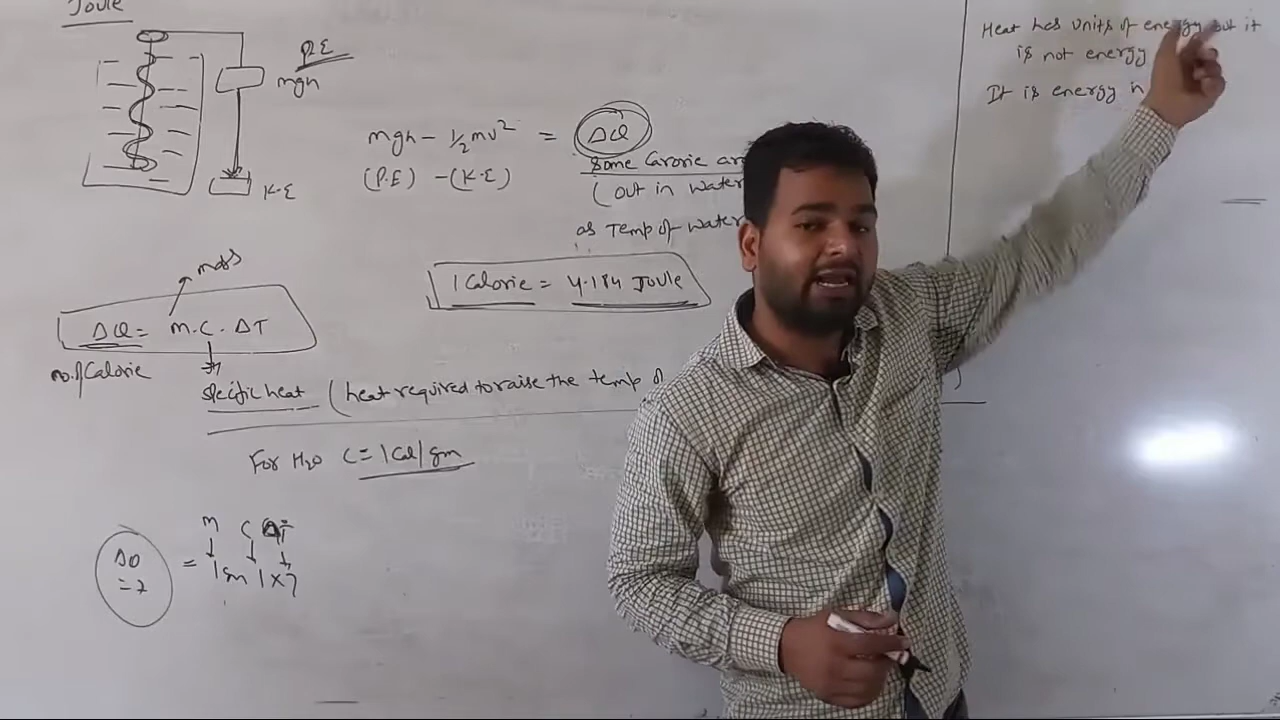 Joule
P.E
mgh
K-E
mgh - 1/2 mv² = ΔQ
(P.E) - (K.E)
some Calorie
(out in water
as Temp of water
1 Calorie = 4.184 Joule
mass
ΔQ = m.C.ΔT
no.of Calorie
specific heat (heat required to raise the temp of
For H₂O C = 1 Cal/gm
M C ΔT
ΔQ = 7
= 1gm 1 x 7
Heat has units of energy but it
is not energy
It is energy in